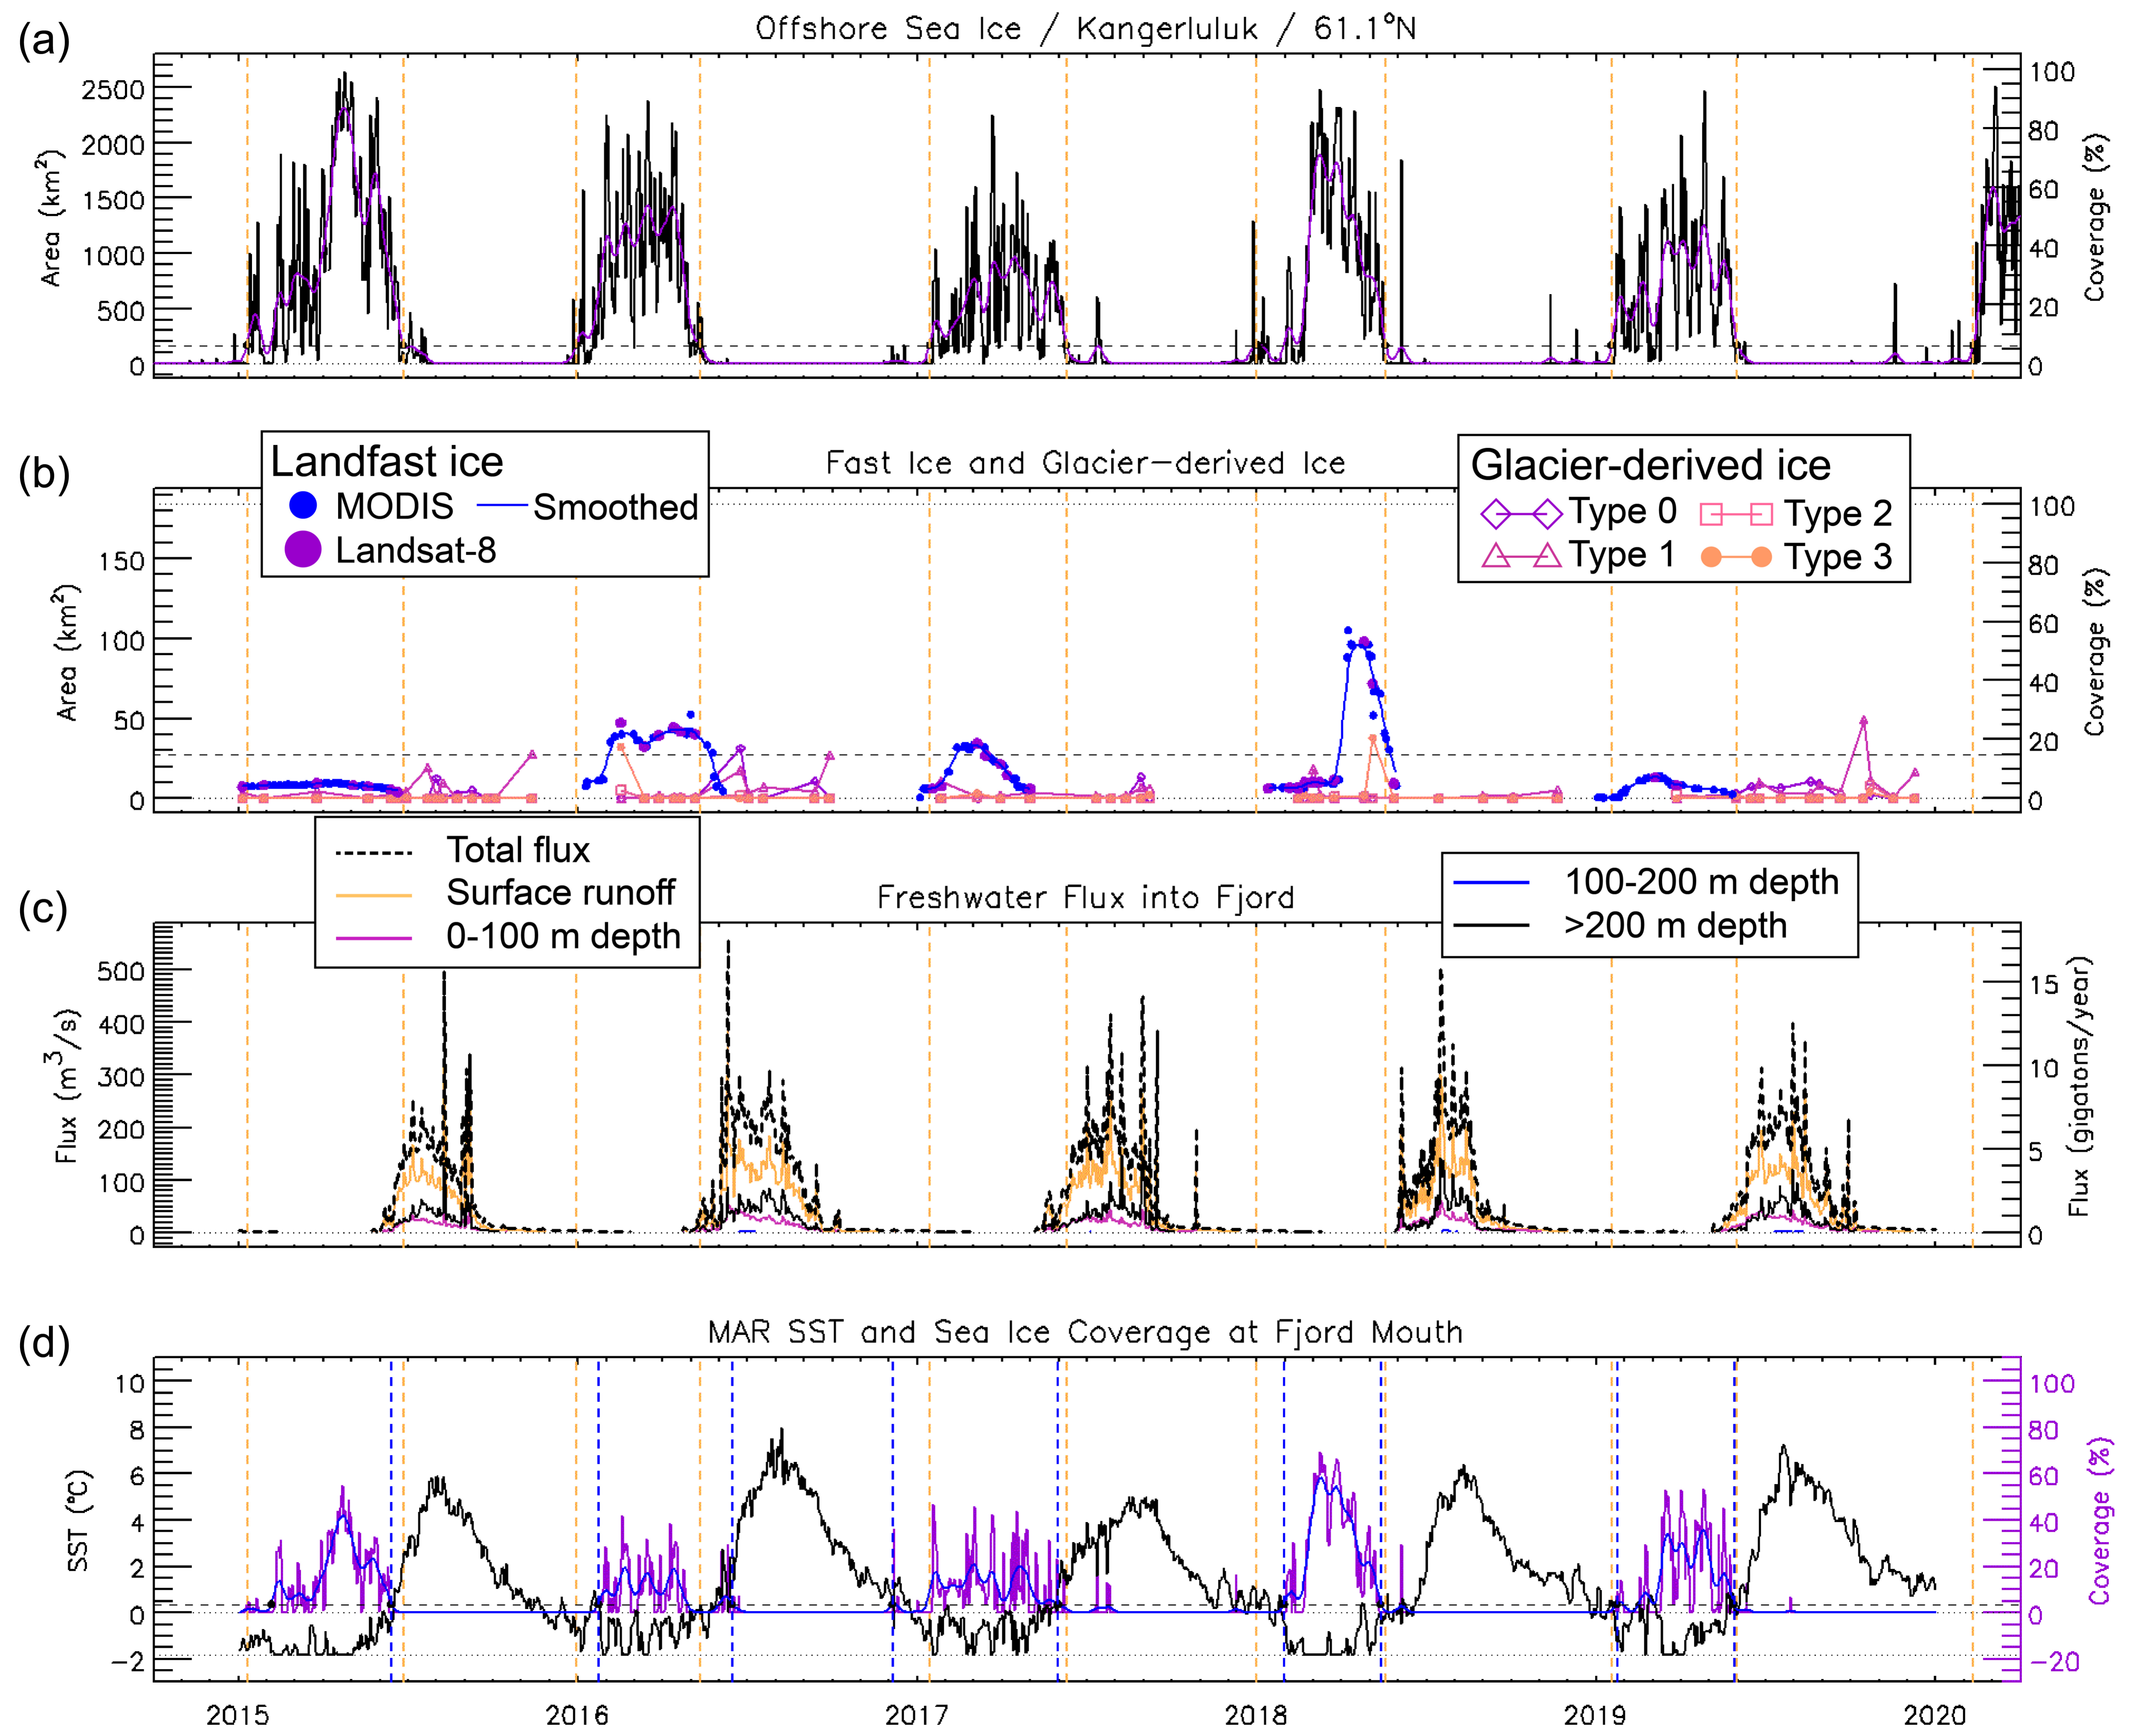 (a)
Offshore Sea Ice / Kangerluluk / 61.1°N
Area (km²)
2500
2000
1500
1000
500
0
100
80
60
40
20
0
Coverage (%)
(b)
Fast Ice and Glacier-derived Ice
Landfast ice
MODIS
Smoothed
Landsat-8
Glacier-derived ice
Type 0
Type 2
Type 1
Type 3
Area (km²)
150
100
50
0
100
80
60
40
20
0
Coverage (%)
(c)
Freshwater Flux into Fjord
Total flux
Surface runoff
0-100 m depth
100-200 m depth
>200 m depth
Flux (m³/s)
500
400
300
200
100
0
15
10
5
0
Flux (gigatons/year)
(d)
MAR SST and Sea Ice Coverage at Fjord Mouth
SST (°C)
10
8
6
4
2
0
-2
100
80
60
40
20
0
-20
Coverage (%)
2015
2016
2017
2018
2019
2020